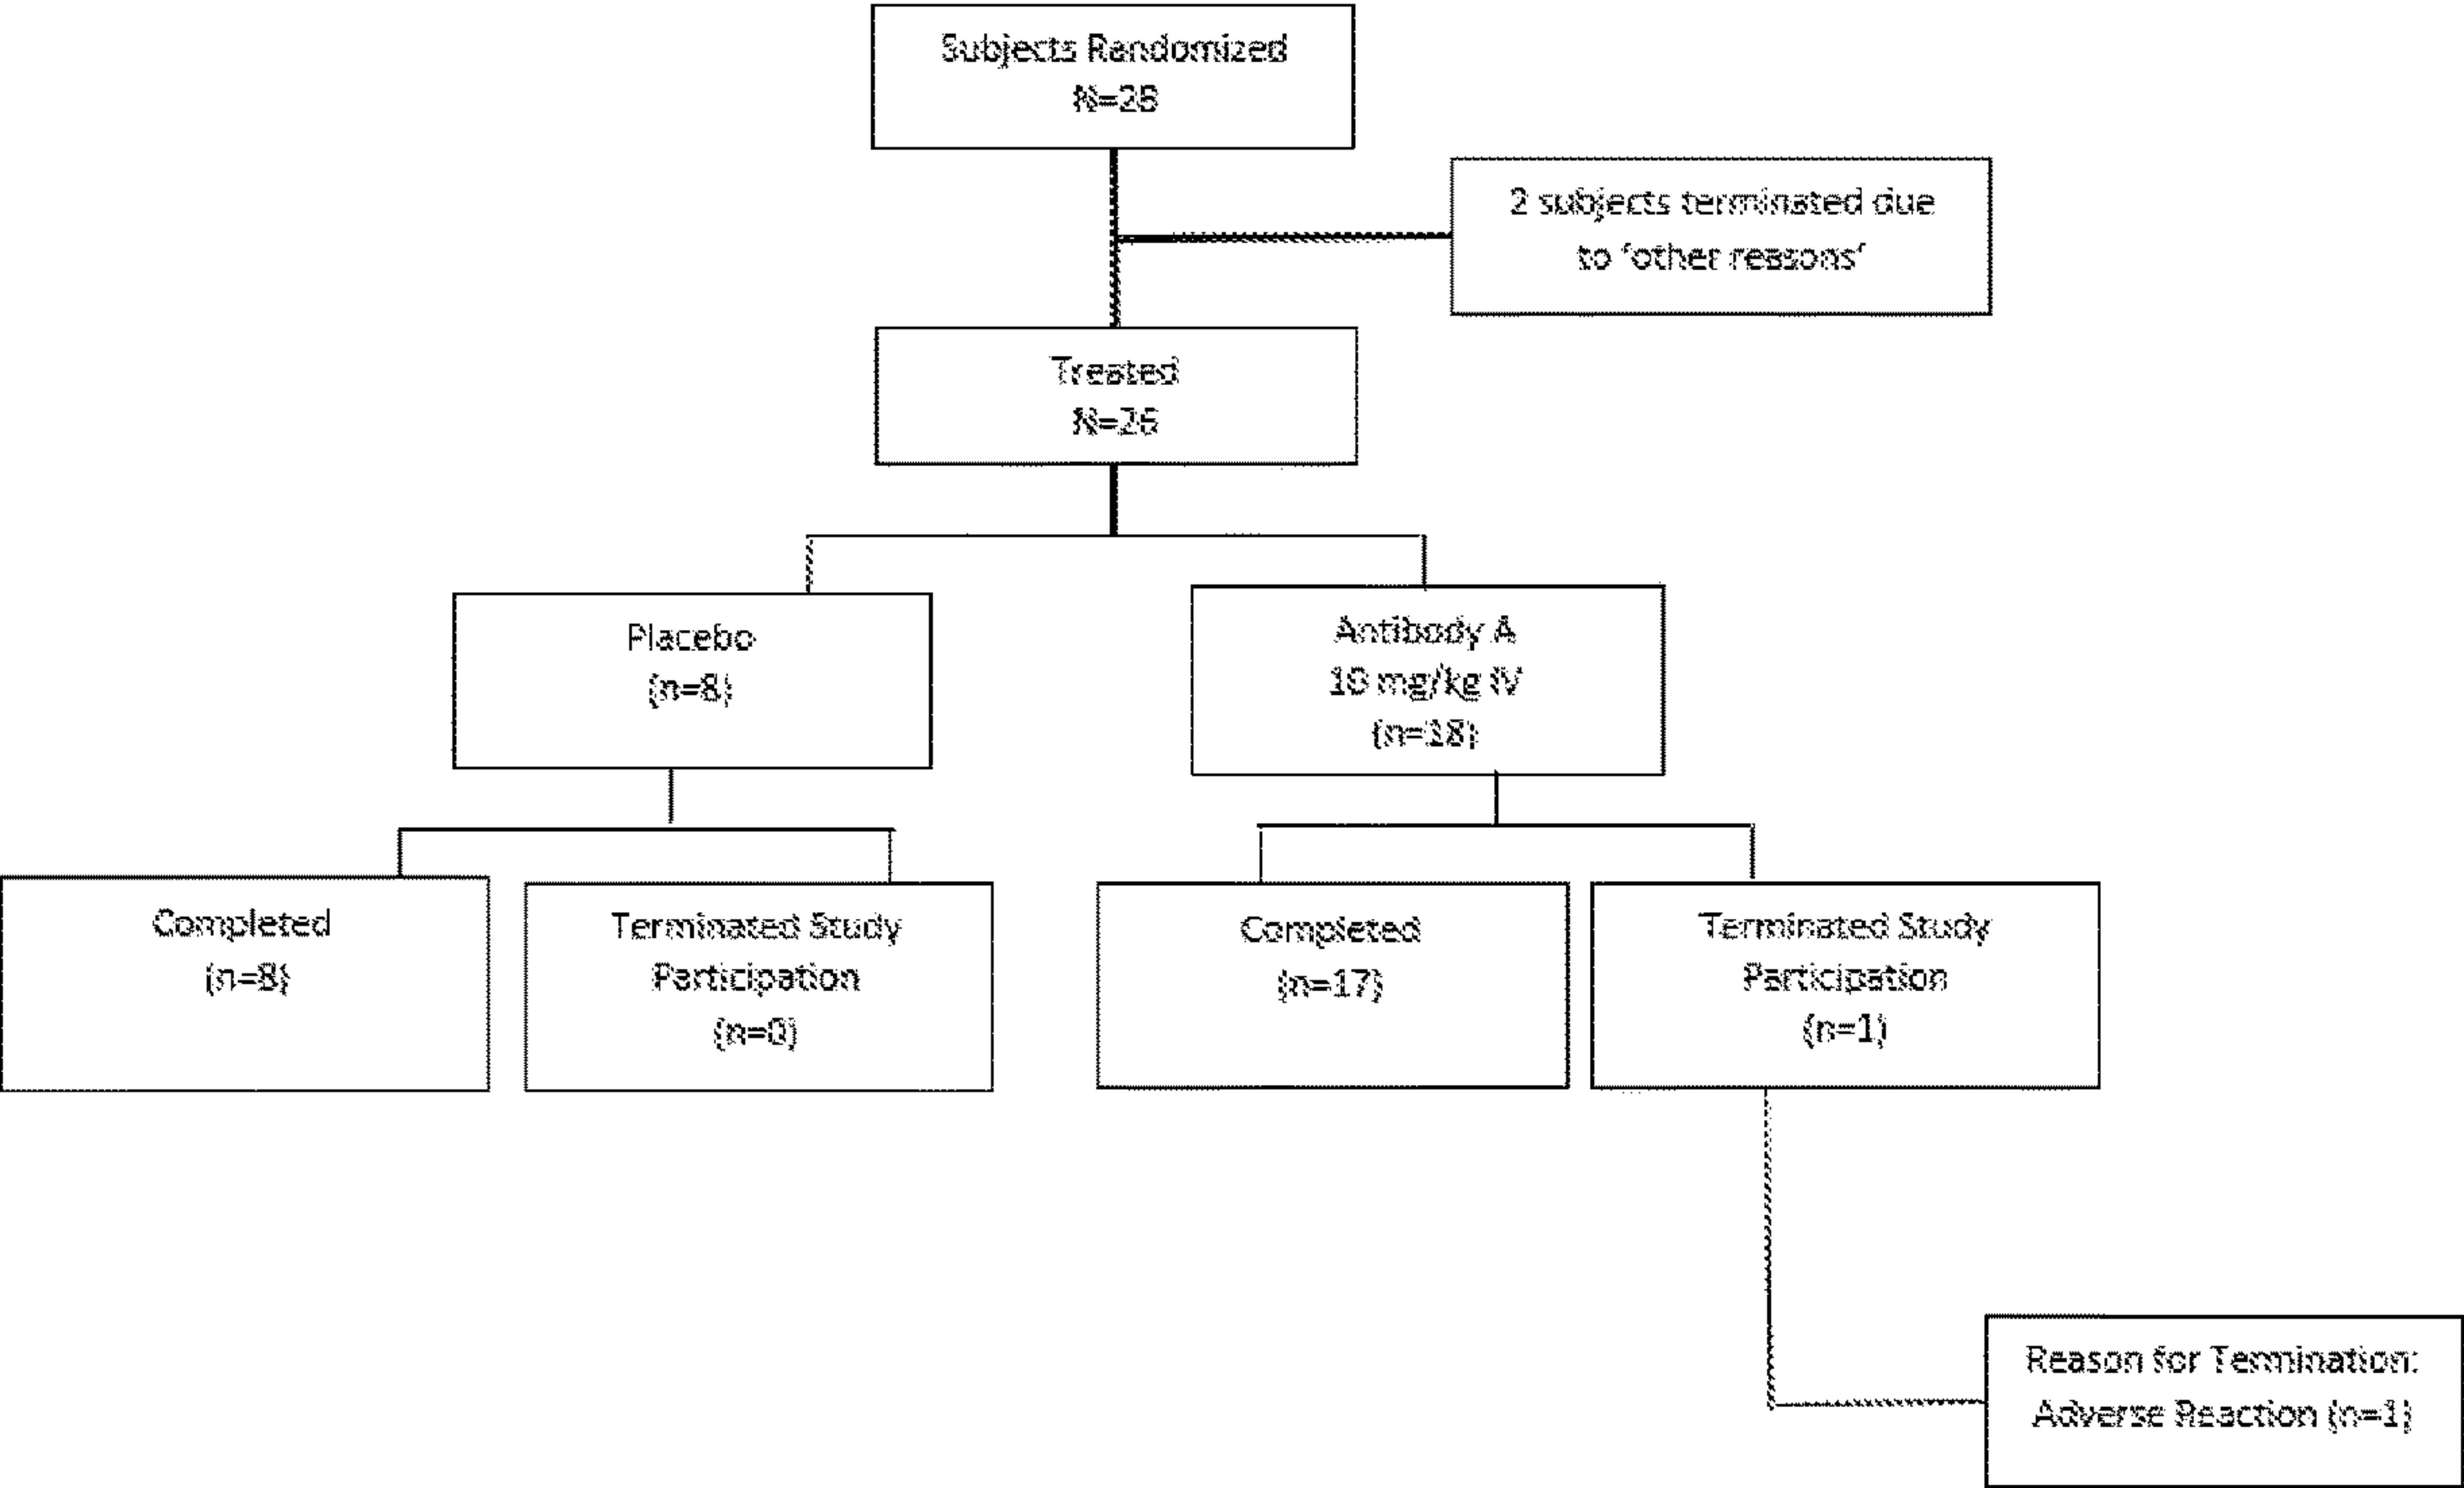 Subjects Randomized
N=28
2 subjects terminated due
to ‘other reasons’
Treated
N=26
Placebo
(n=8)
Antibody A
10 mg/kg IV
(n=18)
Completed
(n=8)
Terminated Study
Participation
(n=0)
Completed
(n=17)
Terminated Study
Participation
(n=1)
Reason for Termination:
Adverse Reaction (n=1)